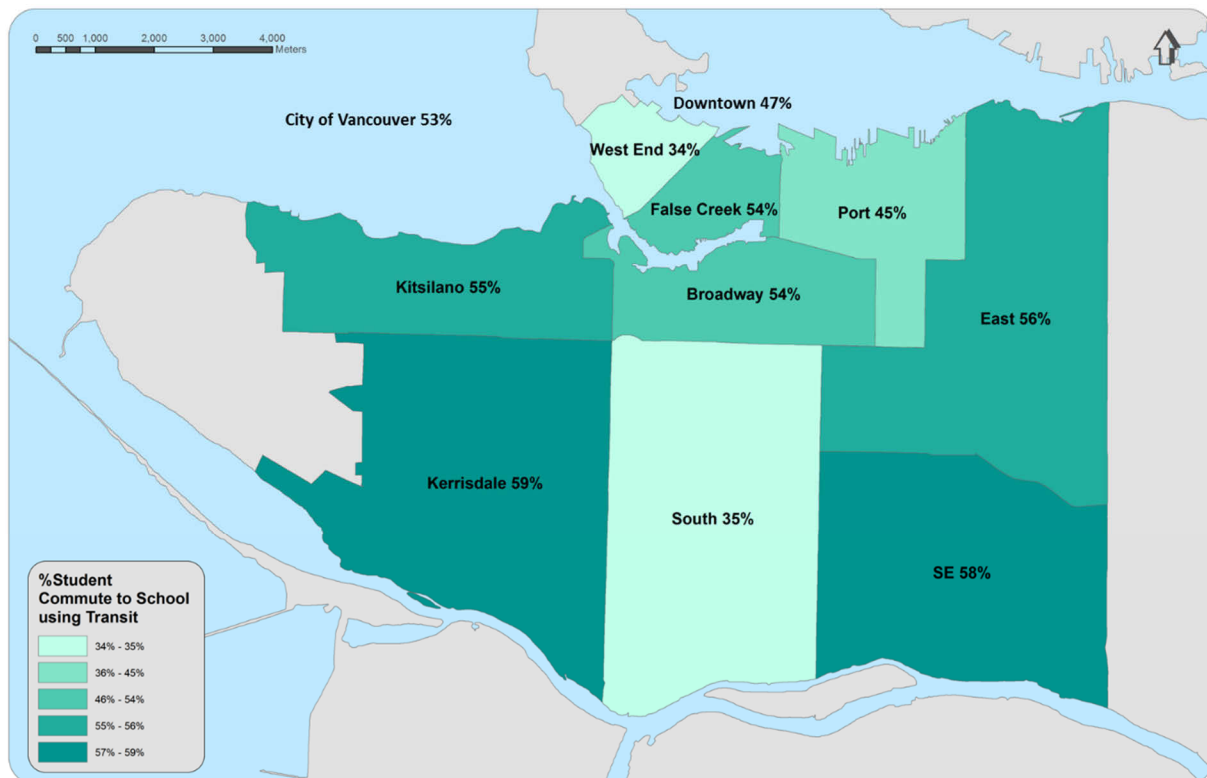 0 500 1,000 2,000 3,000 4,000
Meters
Downtown 47%
City of Vancouver 53%
West End 34%
False Creek 54%
Port 45%
Kitsilano 55%
Broadway 54%
East 56%
Kerrisdale 59%
South 35%
SE 58%
%Student
Commute to School
using Transit
34% - 35%
36% - 45%
46% - 54%
55% - 56%
57% - 59%